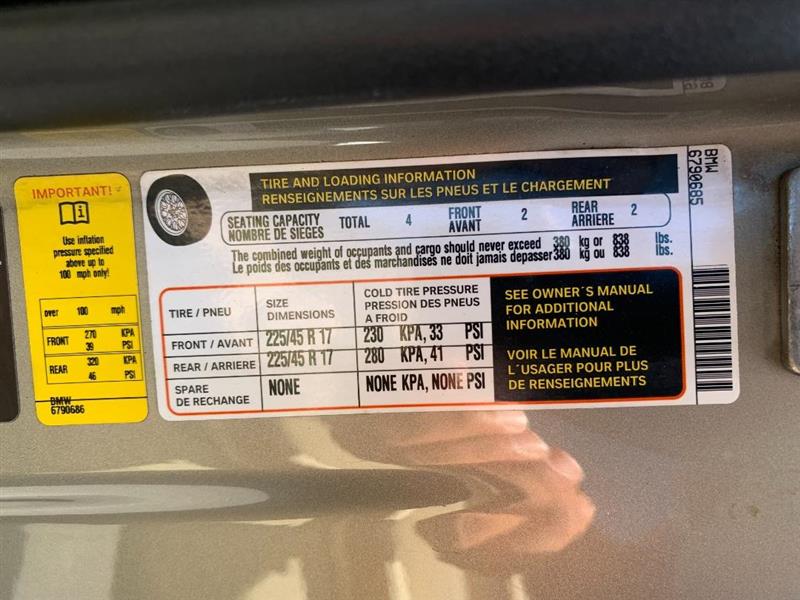 IMPORTANT!
Use inflation
pressure specified
above up to
100 mph only!
over 100 mph
FRONT 270 KPA
39 PSI
REAR 320 KPA
46 PSI
BMW
6790686
TIRE AND LOADING INFORMATION
RENSEIGNEMENTS SUR LES PNEUS ET LE CHARGEMENT
SEATING CAPACITY TOTAL 4 FRONT 2 REAR 2
NOMBRE DE SIEGES AVANT ARRIERE
The combined weight of occupants and cargo should never exceed 380 kg or 838 lbs.
Le poids des occupants et des marchandises ne doit jamais depasser 380 kg ou 838 lbs.
TIRE / PNEU
SIZE
DIMENSIONS
COLD TIRE PRESSURE
PRESSION DES PNEUS
A FROID
FRONT / AVANT 225/45 R 17 230 KPA, 33 PSI
REAR / ARRIERE 225/45 R 17 280 KPA, 41 PSI
SPARE
DE RECHANGE
NONE NONE KPA, NONE PSI
SEE OWNER´S MANUAL
FOR ADDITIONAL
INFORMATION
VOIR LE MANUEL DE
L´USAGER POUR PLUS
DE RENSEIGNEMENTS
BMW
6790685